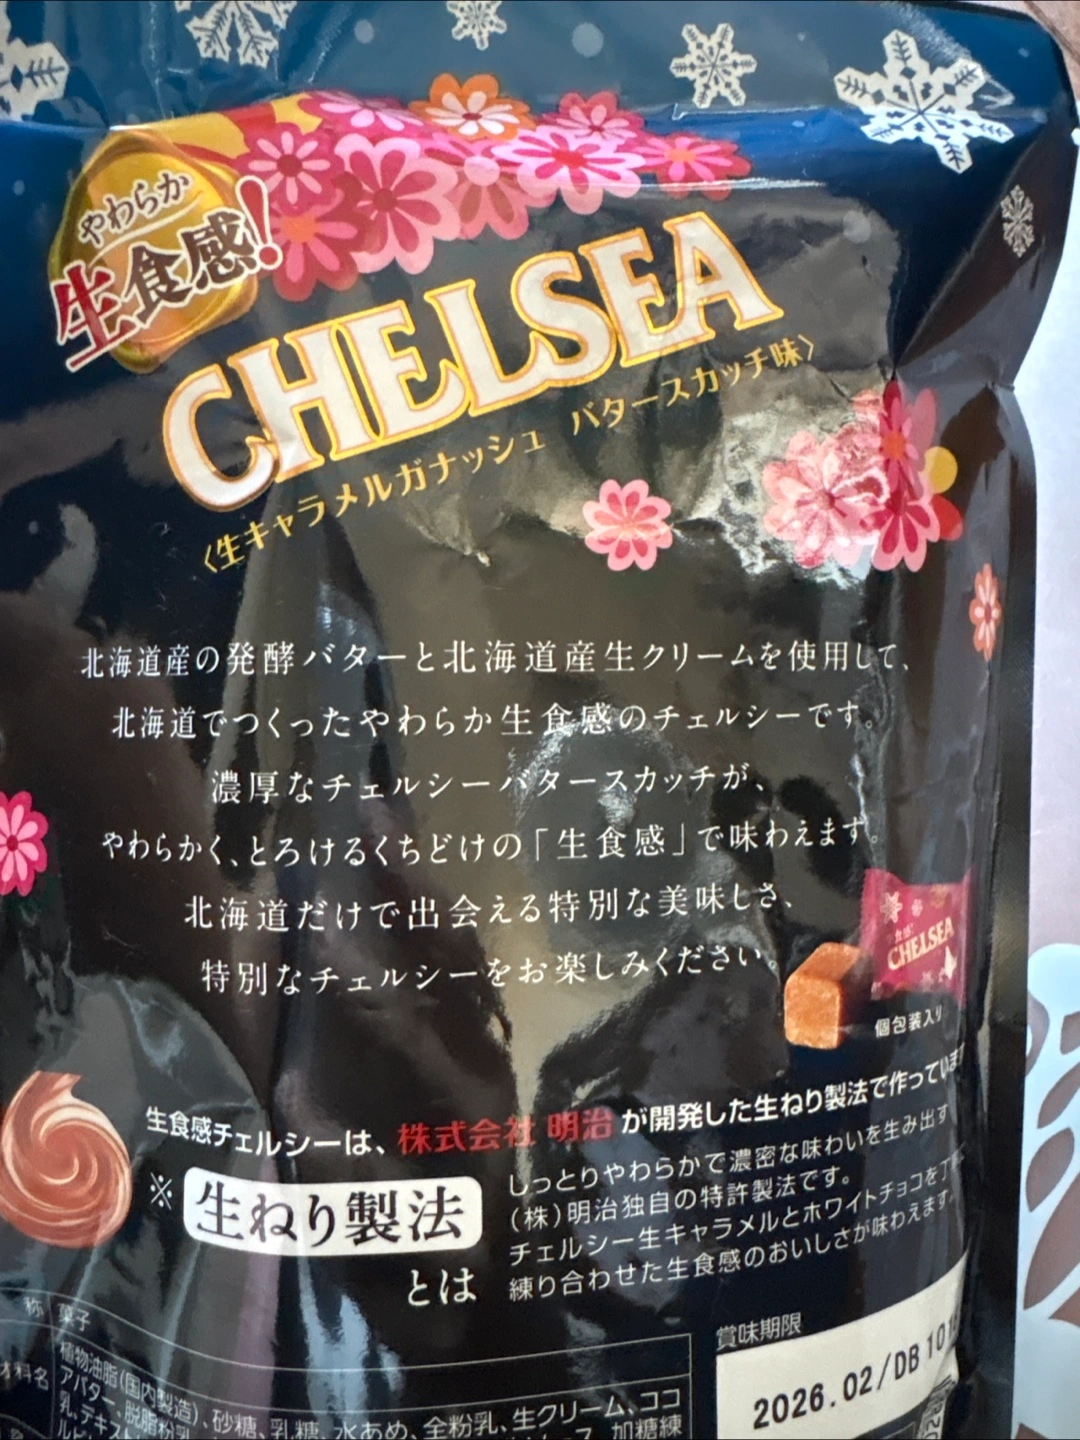 やわらか
生食感!
CHELSEA
〈生キャラメルガナッシュ バタースカッチ味〉
北海道産の発酵バターと北海道産生クリームを使用して、
北海道でつくったやわらか生食感のチェルシーです。
濃厚なチェルシーバタースカッチが、
やわらかく、とろけるくちどけの「生食感」で味わえます。
北海道だけで出会える特別な美味しさ、
特別なチェルシーをお楽しみください。
CHELSEA
個包装入り
生食感チェルシーは、株式会社 明治 が開発した生ねり製法で作っています
※生ねり製法
とは
しっとりやわらかで濃密な味わいを生み出す
(株)明治独自の特許製法です。
チェルシー生キャラメルとホワイトチョコを丁
練り合わせた生食感のおいしさが味わえます
称 菓子
材料名 植物油脂(国内製造)、砂糖、乳糖、水あめ、全粉乳、生クリーム、ココ
アバター、脱脂粉乳
加糖練
乳、デキスト
賞味期限
2026.02/DB 101